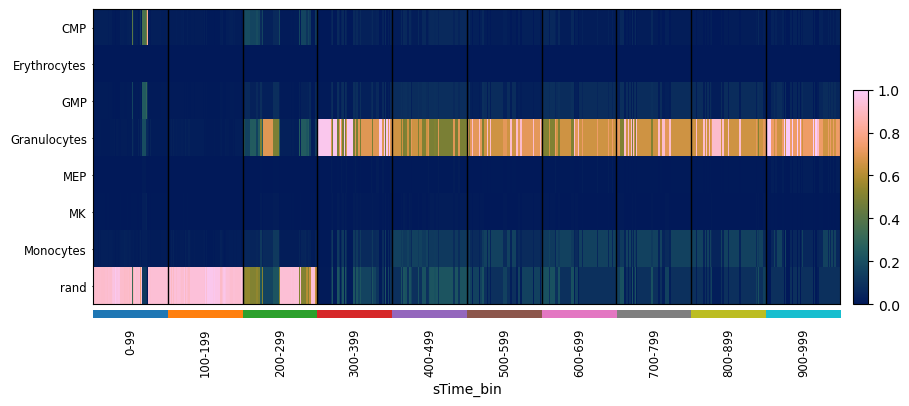 CMP
Erythrocytes
GMP
Granulocytes
MEP
MK
Monocytes
rand
1.0
0.8
0.6
0.4
0.2
0.0
0-99
100-199
200-299
300-399
400-499
500-599
600-699
700-799
800-899
900-999
sTime_bin